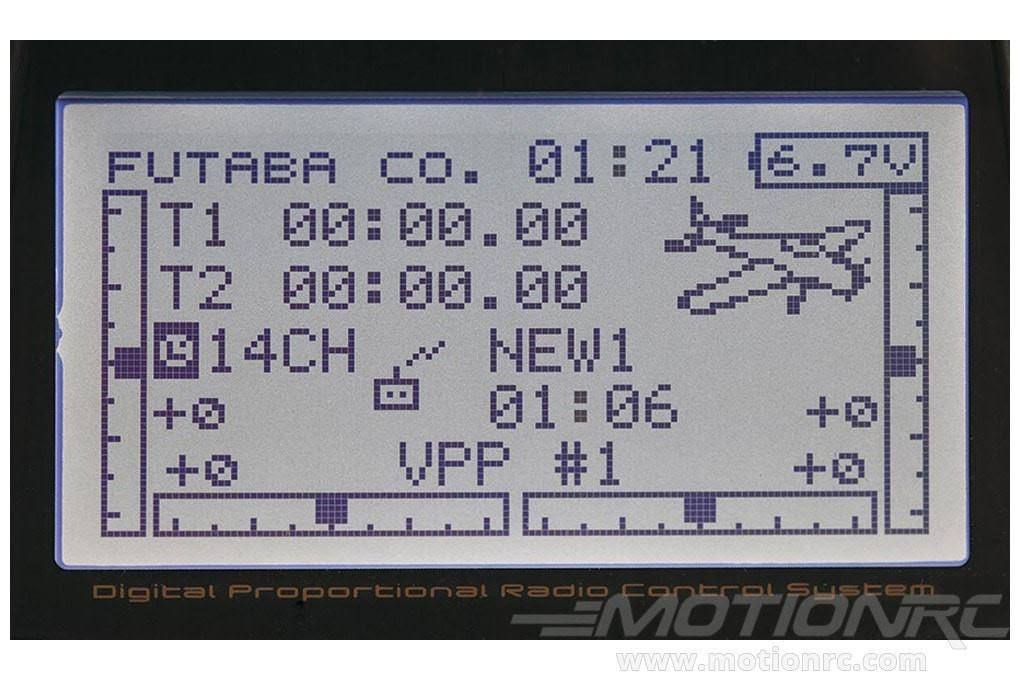 FUTABA CO. 01:21 6.7V
T1 00:00.00
T2 00:00.00
14CH NEW1
+0 01:06 +0
+0 VPP #1 +0
Digital Proportional Radio Control System
MOTIONRC
www.motionrc.com